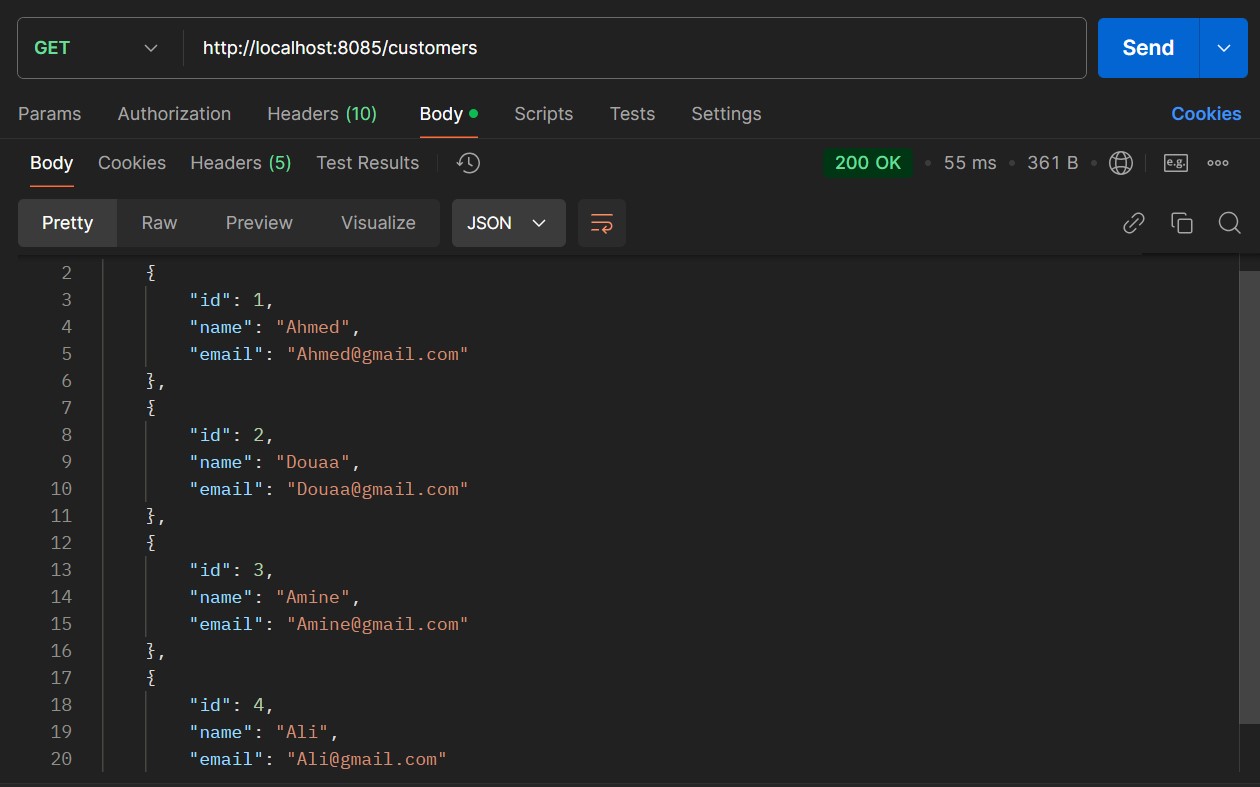 GET http://localhost:8085/customers Send
Params Authorization Headers (10) Body Scripts Tests Settings Cookies
Body Cookies Headers (5) Test Results 200 OK 55 ms 361 B e.g.
Pretty Raw Preview Visualize JSON
2 {
3 "id": 1,
4 "name": "Ahmed",
5 "email": "Ahmed@gmail.com"
6 },
7 {
8 "id": 2,
9 "name": "Douaa",
10 "email": "Douaa@gmail.com"
11 },
12 {
13 "id": 3,
14 "name": "Amine",
15 "email": "Amine@gmail.com"
16 },
17 {
18 "id": 4,
19 "name": "Ali",
20 "email": "Ali@gmail.com"